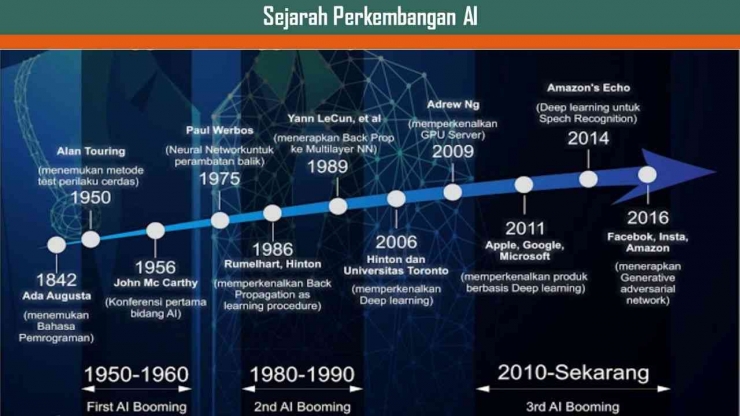 Sejarah Perkembangan AI
Alan Touring
(menemukan metode
test perilaku cerdas)
1950
Paul Werbos
(Neural Networkuntuk
perambatan balik)
1975
Yann LeCun, et al
(menerapkan Back Prop
ke Multilayer NN)
1989
Adrew Ng
(memperkenalkan
GPU Server)
2009
Amazon's Echo
(Deep learning untuk
Spech Recognition)
2014
1842
Ada Augusta
(menemukan
Bahasa
Pemrograman)
1956
John Mc Carthy
(Konferensi pertama
bidang AI)
1986
Rumelhart, Hinton
(memperkenalkan Back
Propagation as
learning procedure)
2006
Hinton dan
Universitas Toronto
(memperkenalkan
Deep learning)
2011
Apple, Google,
Microsoft
(memperkenalkan produk
berbasis Deep learning)
2016
Facebok, Insta,
Amazon
(menerapkan
Generative
adversarial
network)
1950-1960
First AI Booming
1980-1990
2nd AI Booming
2010-Sekarang
3rd AI Booming